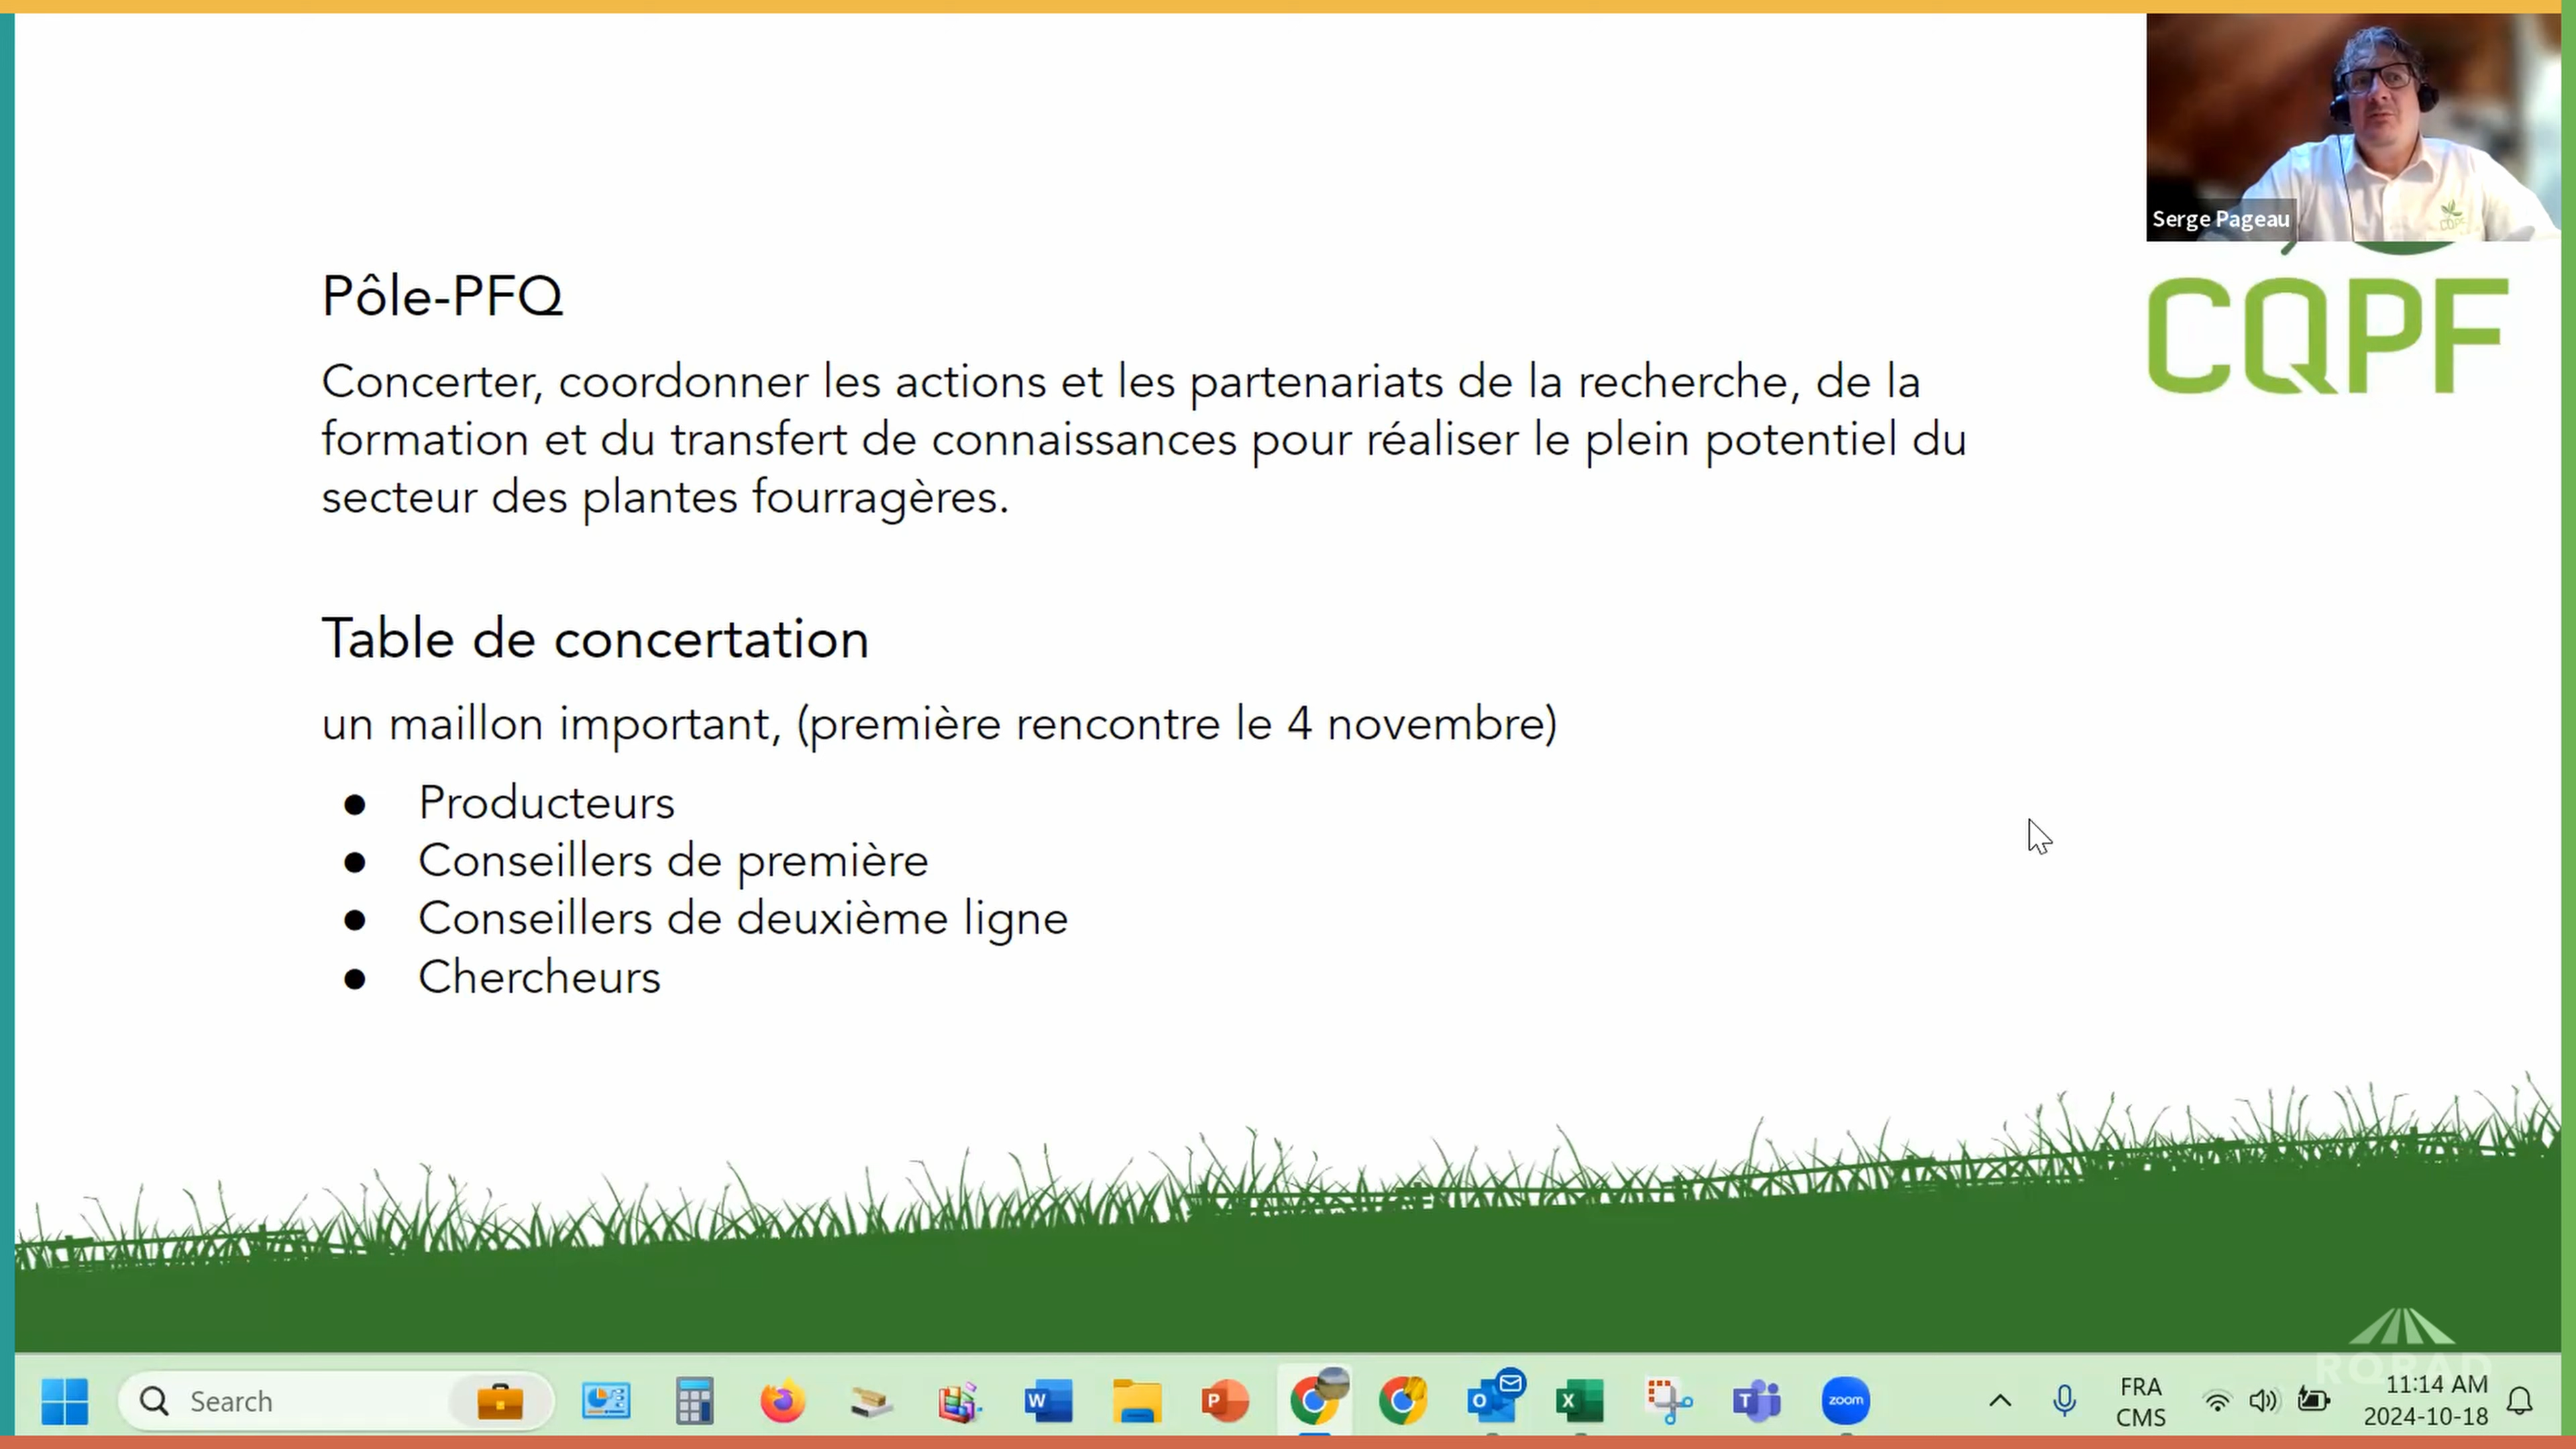 Serge Pageau
CQPF
CQPF
Pôle-PFQ
Concerter, coordonner les actions et les partenariats de la recherche, de la
formation et du transfert de connaissances pour réaliser le plein potentiel du
secteur des plantes fourragères.
Table de concertation
un maillon important, (première rencontre le 4 novembre)
● Producteurs
● Conseillers de première
● Conseillers de deuxième ligne
● Chercheurs
RQRAD
Search
W
P
O
X
T
zoom
FRA
CMS
11:14 AM
2024-10-18